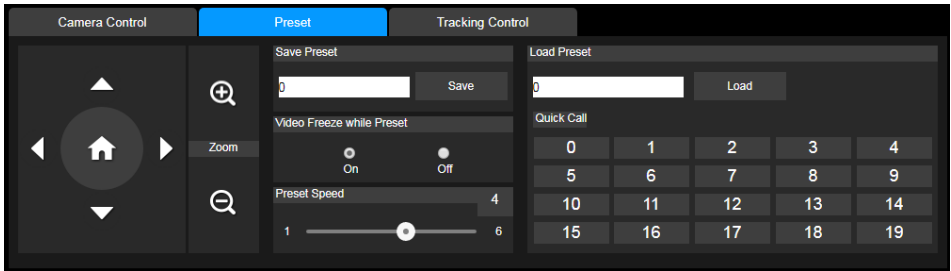 Camera Control
Preset
Tracking Control
Zoom
Save Preset
0
Save
Video Freeze while Preset
On
Off
Preset Speed
4
1
6
Load Preset
0
Load
Quick Call
0 1 2 3 4
5 6 7 8 9
10 11 12 13 14
15 16 17 18 19